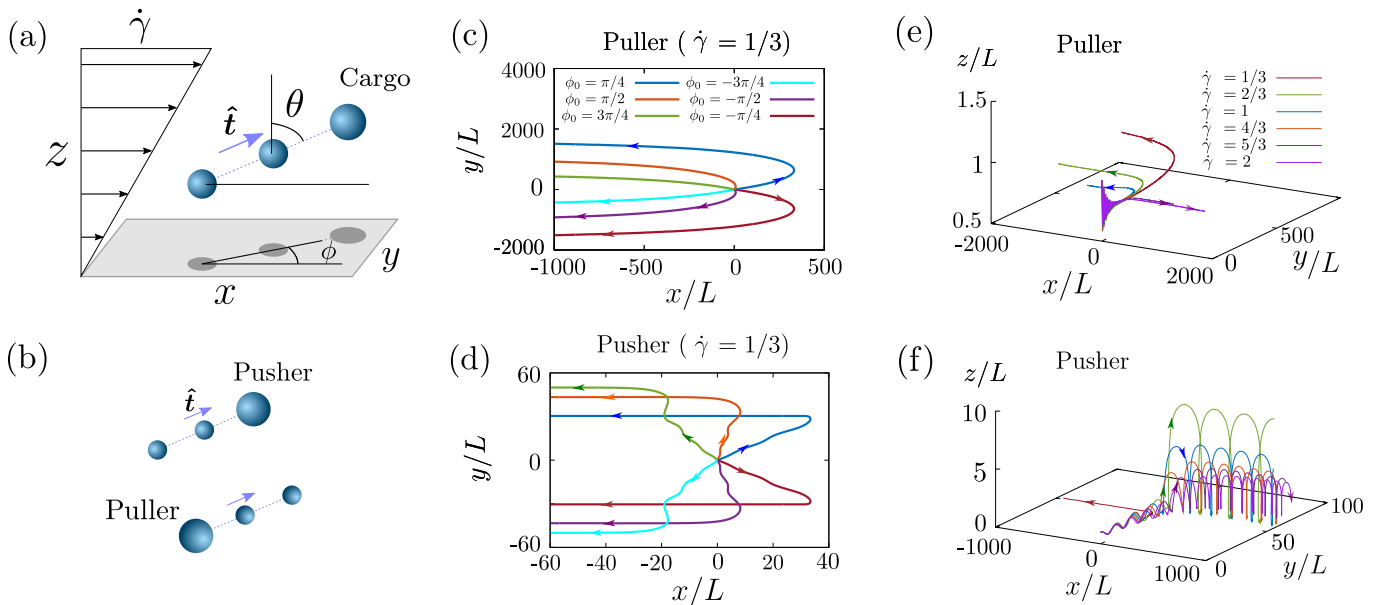 (a)
γ̇
Cargo
θ
t̂
z
ϕ
y
x
(b)
Pusher
t̂
Puller
(c)
Puller ( γ̇ = 1/3)
ϕ₀ = π/4
ϕ₀ = −3π/4
ϕ₀ = π/2
ϕ₀ = −π/2
ϕ₀ = 3π/4
ϕ₀ = −π/4
y/L
4000
2000
0
-2000
-1000 -500 0 500
x/L
(d)
Pusher ( γ̇ = 1/3)
y/L
60
30
0
-30
-60
-60 -40 -20 0 20 40
x/L
(e)
Puller
z/L
1.5
1
0.5
γ̇ = 1/3
γ̇ = 2/3
γ̇ = 1
γ̇ = 4/3
γ̇ = 5/3
γ̇ = 2
-2000
0
2000
x/L
0
500
y/L
(f)
Pusher
z/L
10
5
0
-1000
0
1000
x/L
0
50
100
y/L